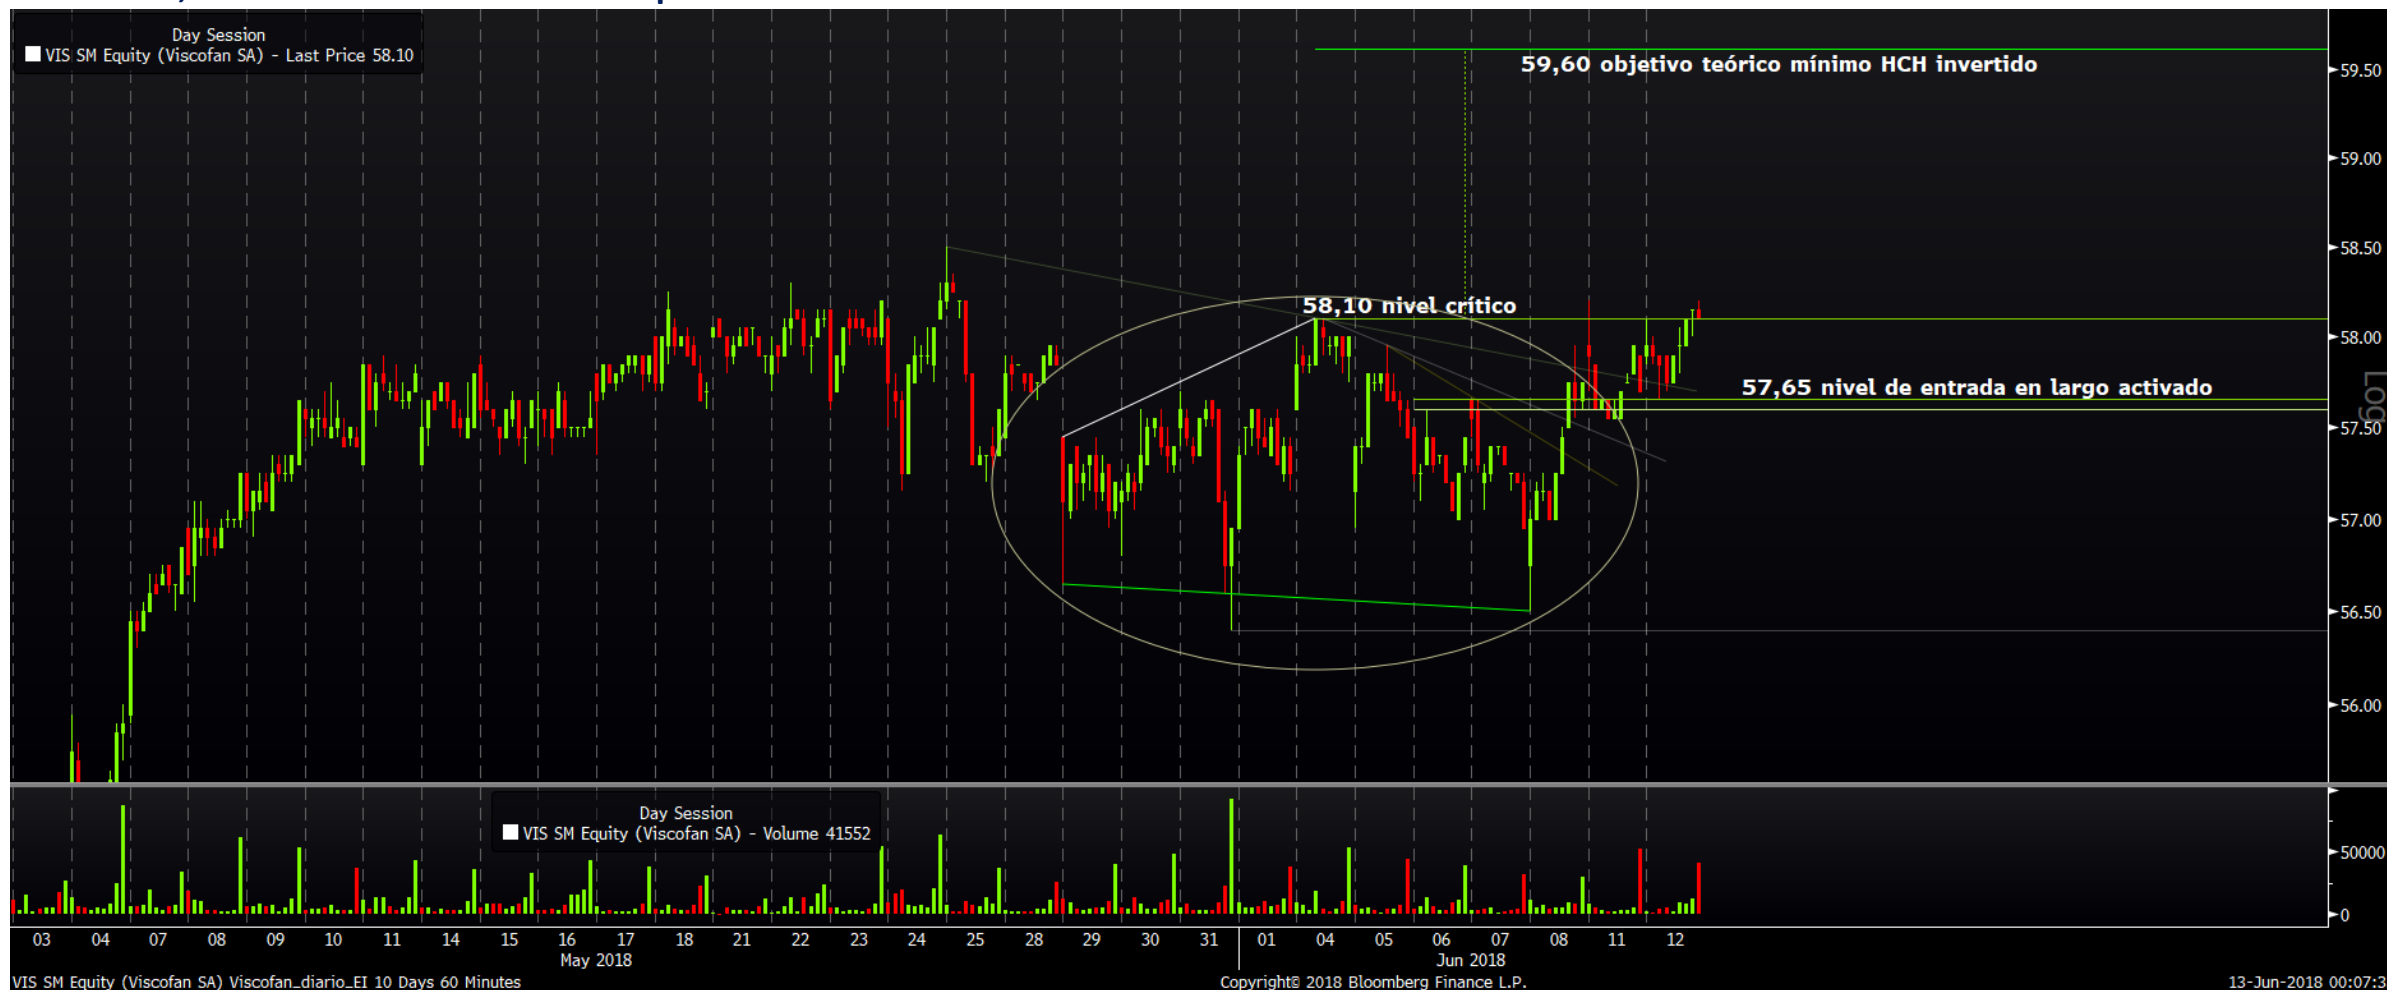 Day Session
VIS SM Equity (Viscofan SA) - Last Price 58.10
59,60 objetivo teórico mínimo HCH invertido
59.50
59.00
58.50
58,10 nivel crítico
58.00
57,65 nivel de entrada en largo activado
Log
57.50
57.00
56.50
56.00
Day Session
VIS SM Equity (Viscofan SA) - Volume 41552
50000
0
03 04 07 08 09 10 11 14 15 16 17 18 21 22 23 24 25 28 29 30 31 01 04 05 06 07 08 11 12
May 2018 Jun 2018
VIS SM Equity (Viscofan SA) Viscofan_diario_EI 10 Days 60 Minutes Copyright© 2018 Bloomberg Finance L.P. 13-Jun-2018 00:07:3